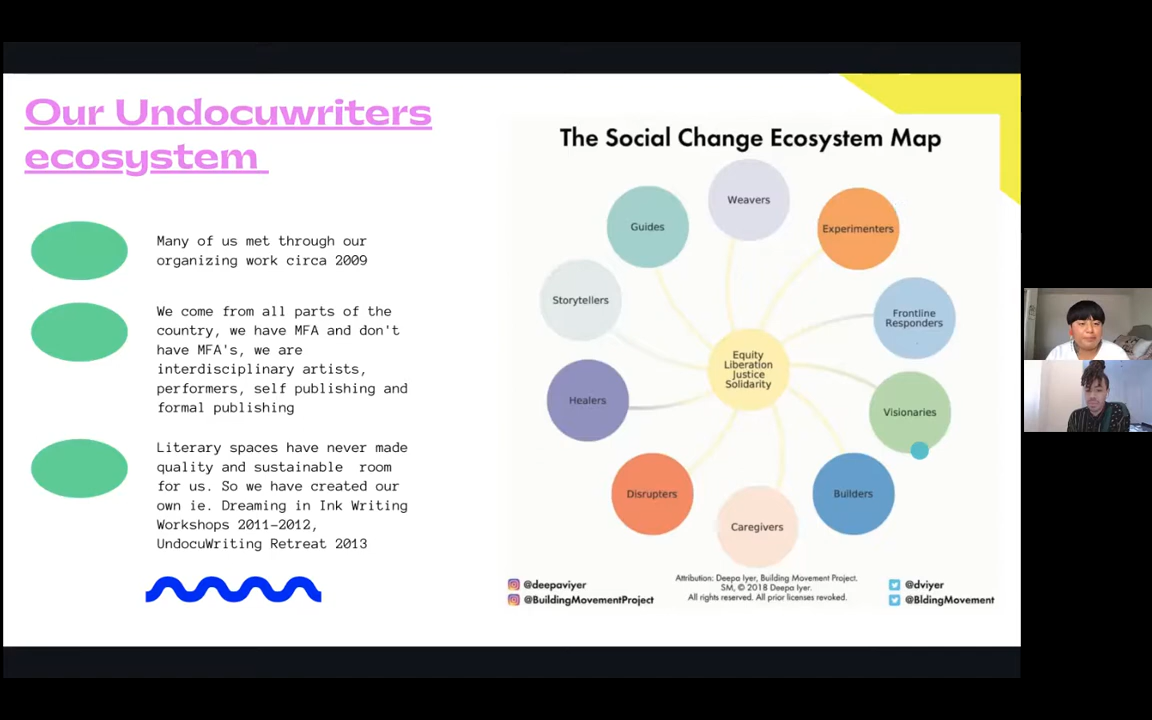 Our Undocuwriters
ecosystem
Many of us met through our
organizing work circa 2009
We come from all parts of the
country, we have MFA and don't
have MFA's, we are
interdisciplinary artists,
performers, self publishing and
formal publishing
Literary spaces have never made
quality and sustainable room
for us. So we have created our
own ie. Dreaming in Ink Writing
Workshops 2011-2012,
UndocuWriting Retreat 2013
The Social Change Ecosystem Map
Weavers
Guides
Experimenters
Storytellers
Frontline
Responders
Equity
Liberation
Justice
Solidarity
Healers
Visionaries
Disrupters
Builders
Caregivers
@deepaviyer
@BuildingMovementProject
Attribution: Deepa Iyer, Building Movement Project.
SM, © 2018 Deepa Iyer.
All rights reserved. All prior licenses revoked.
@dviyer
@BldingMovement